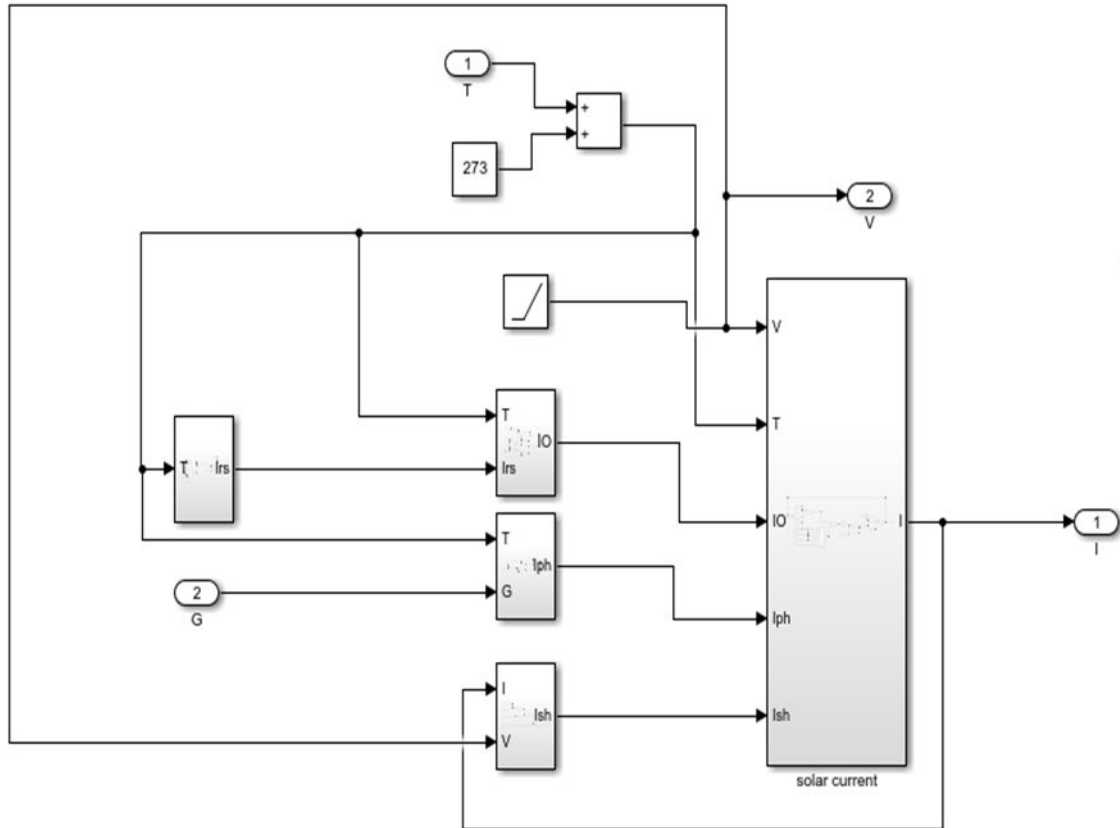 1
T
+
+
273
2
V
V
T
T
IO
Irs
T
Irs
IO
I
1
I
T
Iph
G
2
G
Iph
I
Ish
V
Ish
solar current